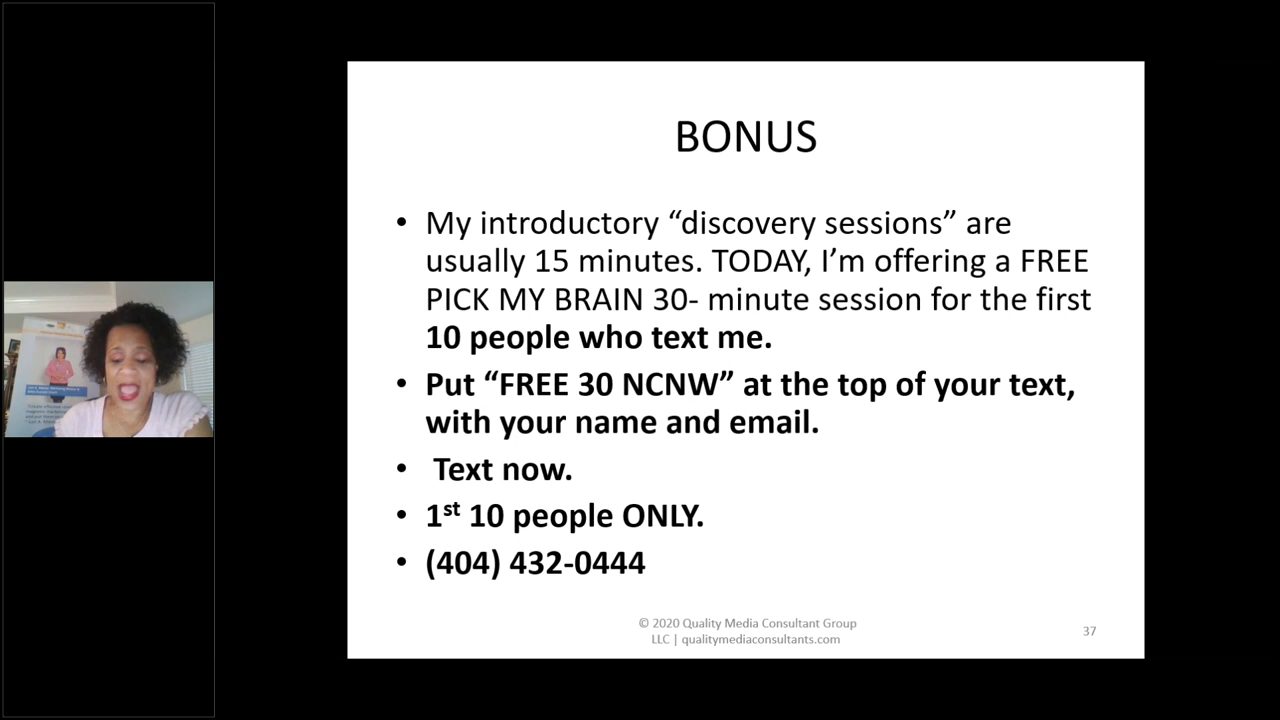 BONUS
• My introductory “discovery sessions” are
usually 15 minutes. TODAY, I’m offering a FREE
PICK MY BRAIN 30- minute session for the first
10 people who text me.
• Put “FREE 30 NCNW” at the top of your text,
with your name and email.
• Text now.
• 1st 10 people ONLY.
• (404) 432-0444
© 2020 Quality Media Consultant Group
LLC | qualitymediaconsultants.com
37